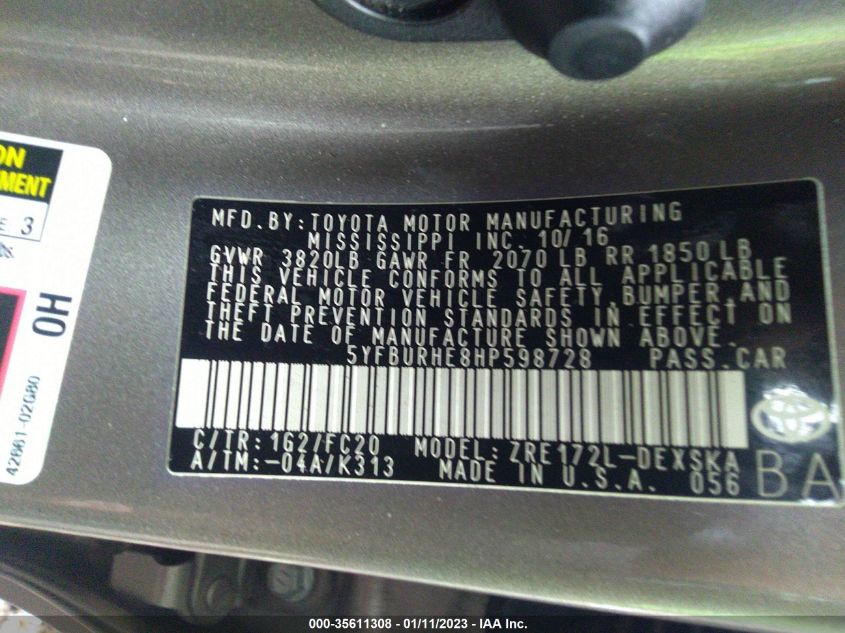 ON
MENT
E 3
OH
42661-02G80
MFD.BY:TOYOTA MOTOR MANUFACTURING
MISSISSIPPI INC. 10/16
GVWR 3820LB GAWR FR 2070 LB RR 1850 LB
THIS VEHICLE CONFORMS TO ALL APPLICABLE
FEDERAL MOTOR VEHICLE SAFETY,BUMPER,AND
THEFT PREVENTION STANDARDS IN EFFECT ON
THE DATE OF MANUFACTURE SHOWN ABOVE.
5YFBURHE8HP598728 PASS.CAR
C/TR:1G2/FC20 MODEL:ZRE172L-DEXSKA
A/TM:-04A/K313 MADE IN U.S.A. 056
BA
000-35611308 - 01/11/2023 - IAA Inc.